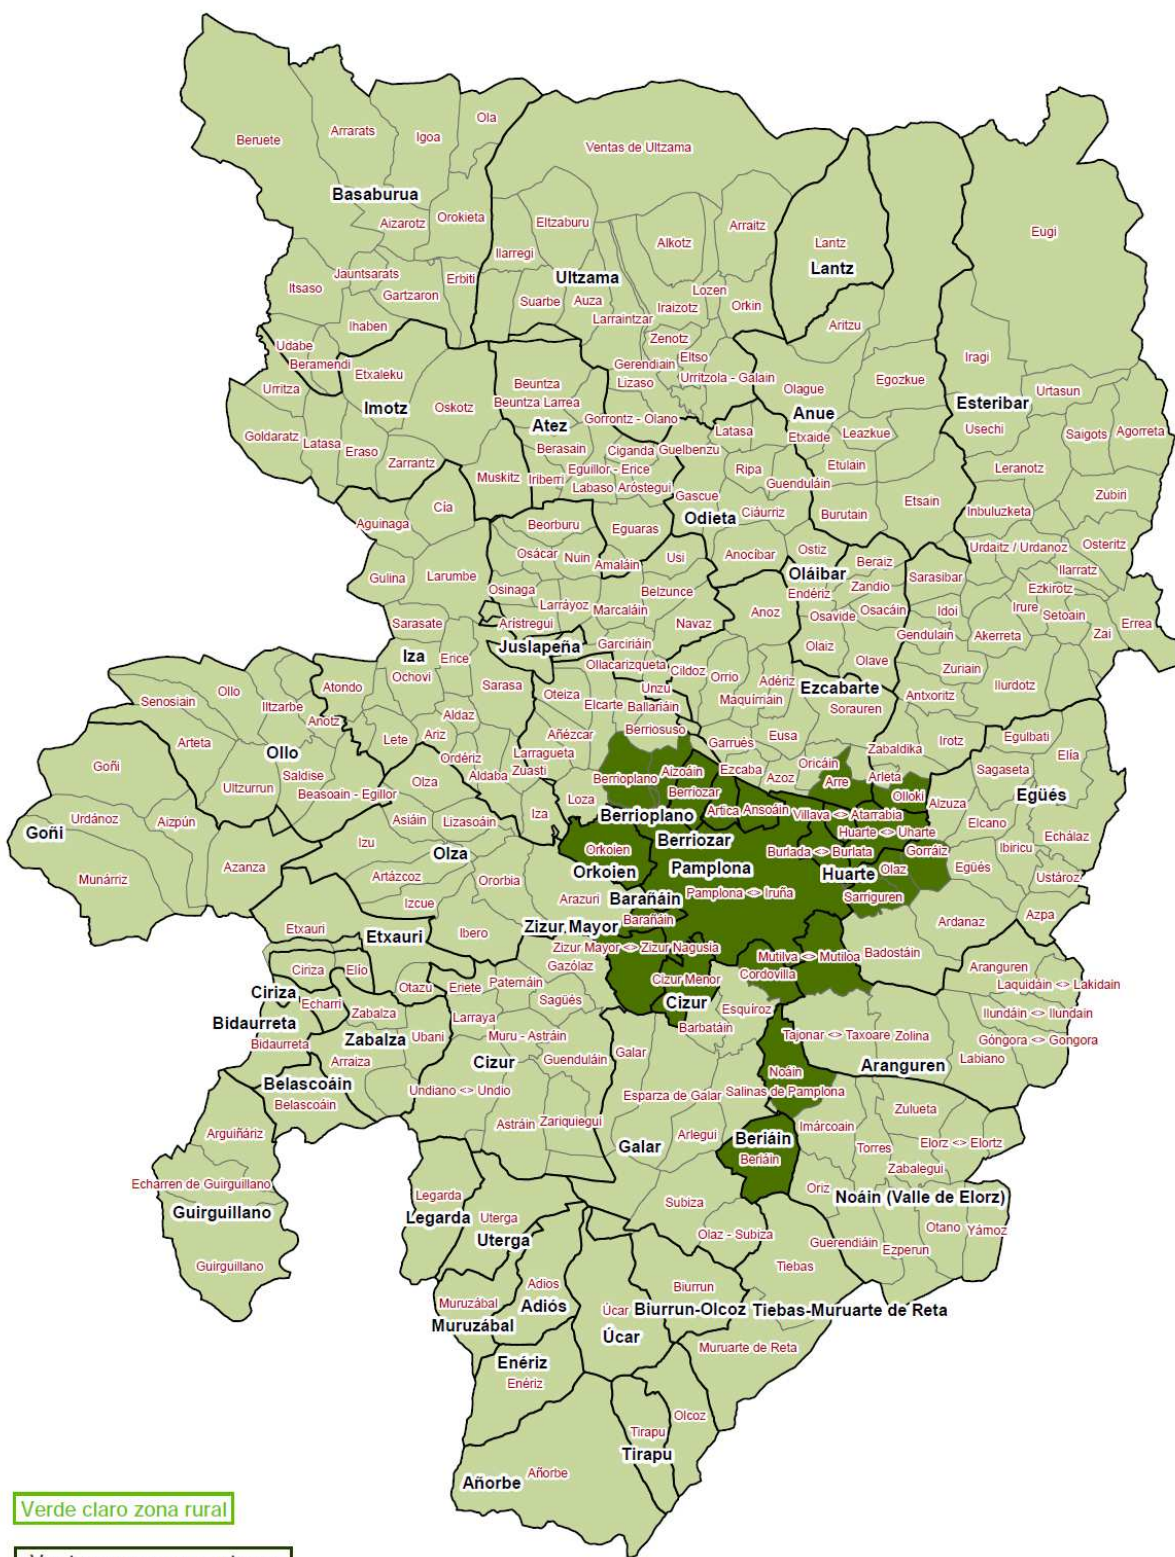 Ola
Arrarats
Igoa
Beruete
Ventas de Ultzama
Basaburua
Orokieta
Aizarotz
Eltzaburu
Arraitz
Alkotz
Lantz
Eugi
Ilarregi
Lantz
Jauntsarats
Erbiti
Ultzama
Itsaso
Gartzaron
Suarbe
Auza
Lozen
Iraizotz
Orkin
Larraintzar
Ihaben
Aritzu
Udabe
Zenotz
Beramendi
Etxaleku
Gerendiain
Eltso
Iragi
Urritza
Beuntza
Lizaso
Urritzola - Galain
Olague
Egozkue
Urtasun
Imotz
Oskotz
Beuntza Larrea
Anue
Esteribar
Atez
Gorrontz - Olano
Usechi
Goldaratz
Latasa
Latasa
Etxaide
Leazkue
Saigots
Agorreta
Eraso
Berasain
Ciganda
Guelbenzu
Zarrantz
Eguillor - Erice
Ripa
Etulain
Leranotz
Muskitz
Iriberri
Labaso
Aróstegui
Guenduláin
Zubiri
Gascue
Etsain
Cía
Odieta
Ciáurriz
Burutain
Inbuluzketa
Aguinaga
Beorburu
Eguaras
Osácar
Nuin
Anocíbar
Ostiz
Urdaitz / Urdanoz
Osteritz
Amaláin
Usi
Oláibar
Beraiz
Gulina
Larumbe
Sarasibar
Ilarratz
Osinaga
Belzunce
Endériz
Zandio
Ezkirotz
Larráyoz
Marcaláin
Anoz
Osavide
Osacáin
Idoi
Irure
Setoain
Sarasate
Aristregui
Navaz
Errea
Gendulain
Akerreta
Zai
Juslapeña
Garciriáin
Olaiz
Iza
Erice
Ollacarizqueta
Olave
Zuriain
Ochovi
Cildoz
Orrio
Adériz
Ezcabarte
Ilurdotz
Ollo
Atondo
Sarasa
Oteiza
Unzu
Senosiain
Iltzarbe
Elcarte
Ballariáin
Maquírriain
Sorauren
Antxoritz
Anotz
Aldaz
Arteta
Lete
Ariz
Añézcar
Berriosuso
Garrués
Eusa
Zabaldika
Irotz
Egulbati
Elía
Ollo
Ordériz
Larragueta
Goñi
Saldise
Aldaba
Zuasti
Aizoáin
Ezcaba
Oricáin
Sagaseta
Ultzurrun
Olza
Berrioplano
Azoz
Arre
Arleta
Beasoain - Egillor
Berriozar
Olloki
Egüés
Loza
Artica
Ansoáin
Villava <> Atarrabia
Alzuza
Urdánoz
Aizpún
Asiáin
Lizasoáin
Iza
Berrioplano
Elcano
Goñi
Huarte <> Uharte
Echálaz
Izu
Olza
Orkoien
Berriozar
Burlada <> Burlata
Gorráiz
Ibiricu
Azanza
Orkoien
Pamplona
Huarte
Olaz
Egüés
Munárriz
Artázcoz
Ororbia
Ustároz
Pamplona <> Iruña
Izcue
Arazuri
Barañáin
Sarriguren
Barañáin
Azpa
Etxauri
Etxauri
Ibero
Zizur Mayor
Ardanaz
Zizur Mayor <> Zizur Nagusia
Mutilva <> Mutiloa
Badostáin
Ciriza
Elío
Gazólaz
Aranguren
Otazu
Eriete
Paternáin
Cizur Menor
Cordovilla
Laquidáin <> Lakidain
Ciriza
Echarri
Sagüés
Cizur
Esquíroz
Zabalza
Larraya
Ilundáin <> Ilundain
Bidaurreta
Barbatáin
Bidaurreta
Zabalza
Ubani
Muru - Astráin
Tajonar <> Taxoare
Zolina
Góngora <> Gongora
Arraiza
Cizur
Guenduláin
Galar
Labiano
Noáin
Aranguren
Belascoáin
Undiano <> Undio
Esparza de Galar
Salinas de Pamplona
Belascoáin
Zulueta
Astráin
Zariquiegui
Imárcoain
Arguiñáriz
Arlegui
Beriáin
Torres
Elorz <> Elortz
Galar
Beriáin
Zabalegui
Echarren de Guirguillano
Oriz
Legarda
Noáin (Valle de Elorz)
Guirguillano
Legarda
Uterga
Subiza
Otano
Yárnoz
Uterga
Olaz - Subiza
Guerendiáin
Ezperun
Guirguillano
Tiebas
Adios
Biurrun
Muruzábal
Adiós
Úcar
Biurrun-Olcoz
Tiebas-Muruarte de Reta
Muruzábal
Úcar
Muruarte de Reta
Enériz
Enériz
Olcoz
Tirapu
Tirapu
Añorbe
Añorbe
Verde claro zona rural